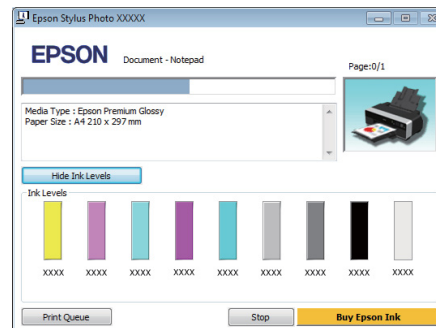 Epson Stylus Photo XXXXX
EPSON
Document - Notepad
Page:0/1
Media Type : Epson Premium Glossy
Paper Size : A4 210 x 297 mm
Hide Ink Levels
Ink Levels
XXXX XXXX XXXX XXXX XXXX XXXX XXXX XXXX XXXX
Print Queue
Stop
Buy Epson Ink